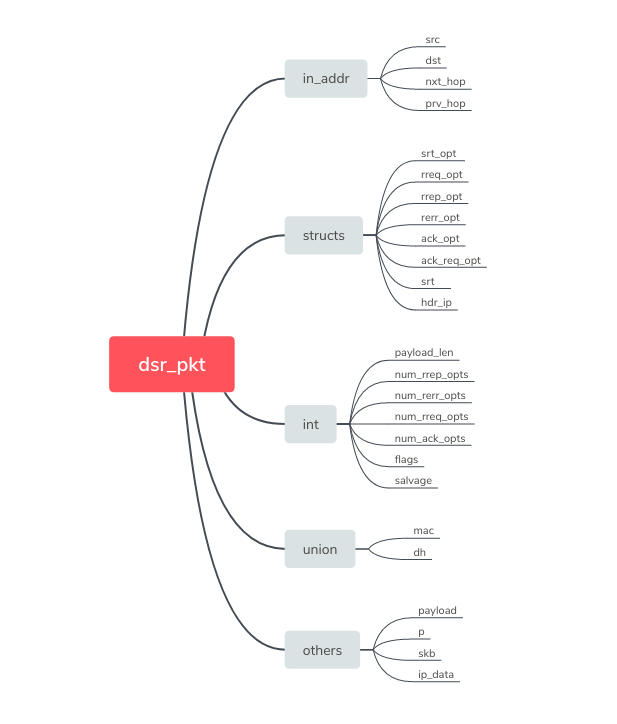 dsr_pkt
in_addr
src
dst
nxt_hop
prv_hop
structs
srt_opt
rreq_opt
rrep_opt
rerr_opt
ack_opt
ack_req_opt
srt
hdr_ip
int
payload_len
num_rrep_opts
num_rerr_opts
num_rreq_opts
num_ack_opts
flags
salvage
union
mac
dh
others
payload
p
skb
ip_data